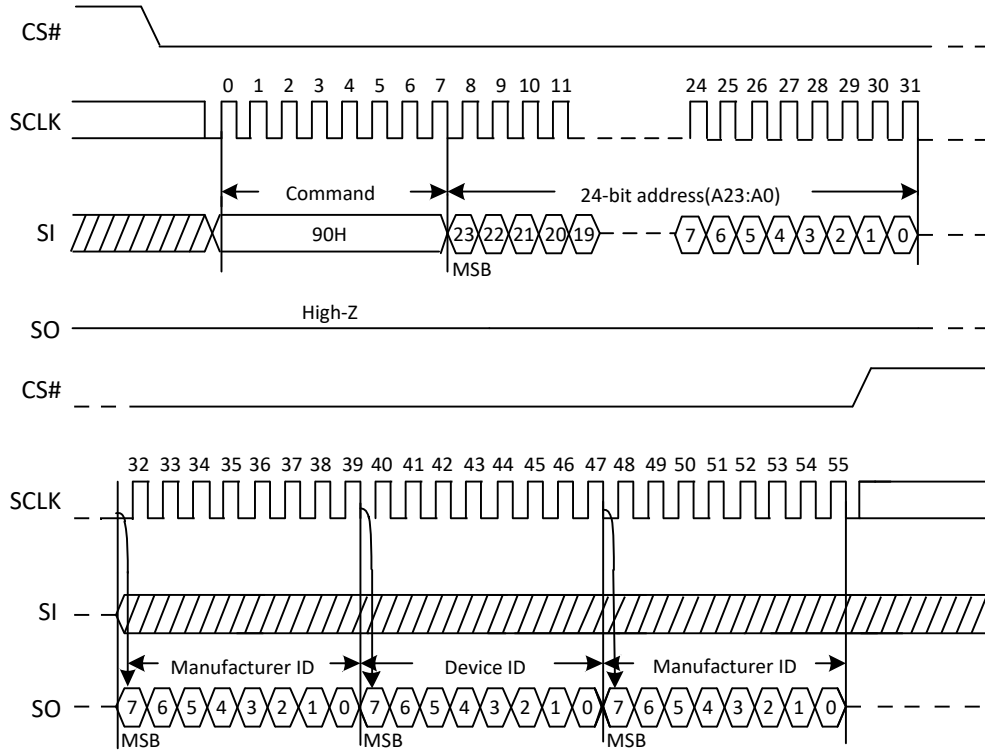 CS#
0 1 2 3 4 5 6 7 8 9 10 11 24 25 26 27 28 29 30 31
SCLK
Command 24-bit address(A23:A0)
SI 90H 23 22 21 20 19 7 6 5 4 3 2 1 0
MSB
High-Z
SO
CS#
32 33 34 35 36 37 38 39 40 41 42 43 44 45 46 47 48 49 50 51 52 53 54 55
SCLK
SI
Manufacturer ID Device ID Manufacturer ID
SO 7 6 5 4 3 2 1 0 7 6 5 4 3 2 1 0 7 6 5 4 3 2 1 0
MSB MSB MSB